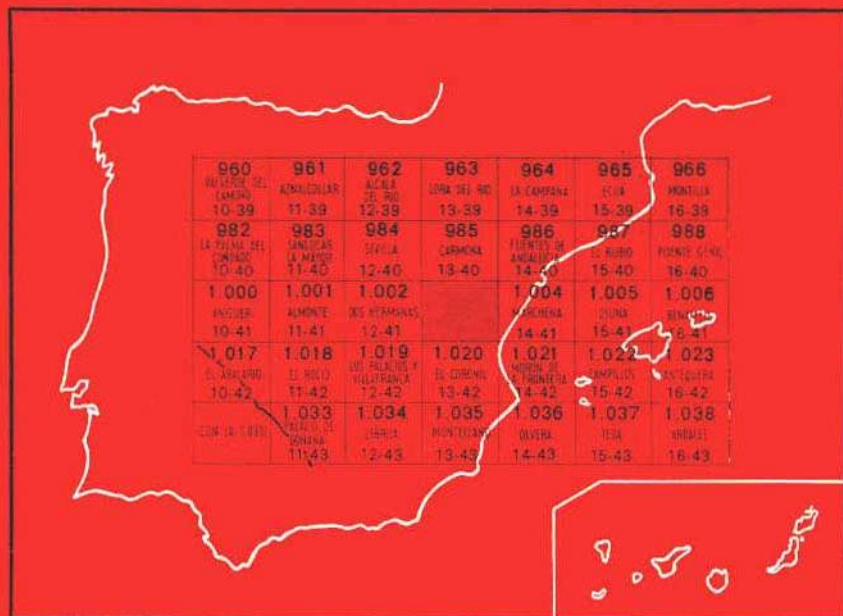 960 961 962 963 964 965 966
VALVERDE DEL CAMINO AZNALCOLLAR ALCALA DEL RIO LORA DEL RIO LA CAMPANA ECIJA MONTILLA
10-39 11-39 12-39 13-39 14-39 15-39 16-39
982 983 984 985 986 987 988
LA PALMA DEL CONDADO SANLUCAR LA MAYOR SEVILLA CARMONA FUENTES DE ANDALUCIA EL RUBIO PUENTE GENIL
10-40 11-40 12-40 13-40 14-40 15-40 16-40
1.000 1.001 1.002 1.004 1.005 1.006
MOGUER ALMONTE DOS HERMANAS MARCHENA OSUNA
10-41 11-41 12-41 14-41 15-41 16-41
1.017 1.018 1.019 1.020 1.021 1.022 1.023
EL ABALARIO EL ROCIO LOS PALACIOS Y VILLAFRANCA EL CORONIL MORON DE LA FRONTERA CAMPILLOS ANTEQUERA
10-42 11-42 12-42 13-42 14-42 15-42 16-42
1.033 1.034 1.035 1.036 1.037 1.038
PALACIO DE DOÑANA LEBRIJA MONTELLANO OLVERA TEBA ARDALES
11-43 12-43 13-43 14-43 15-43 16-43